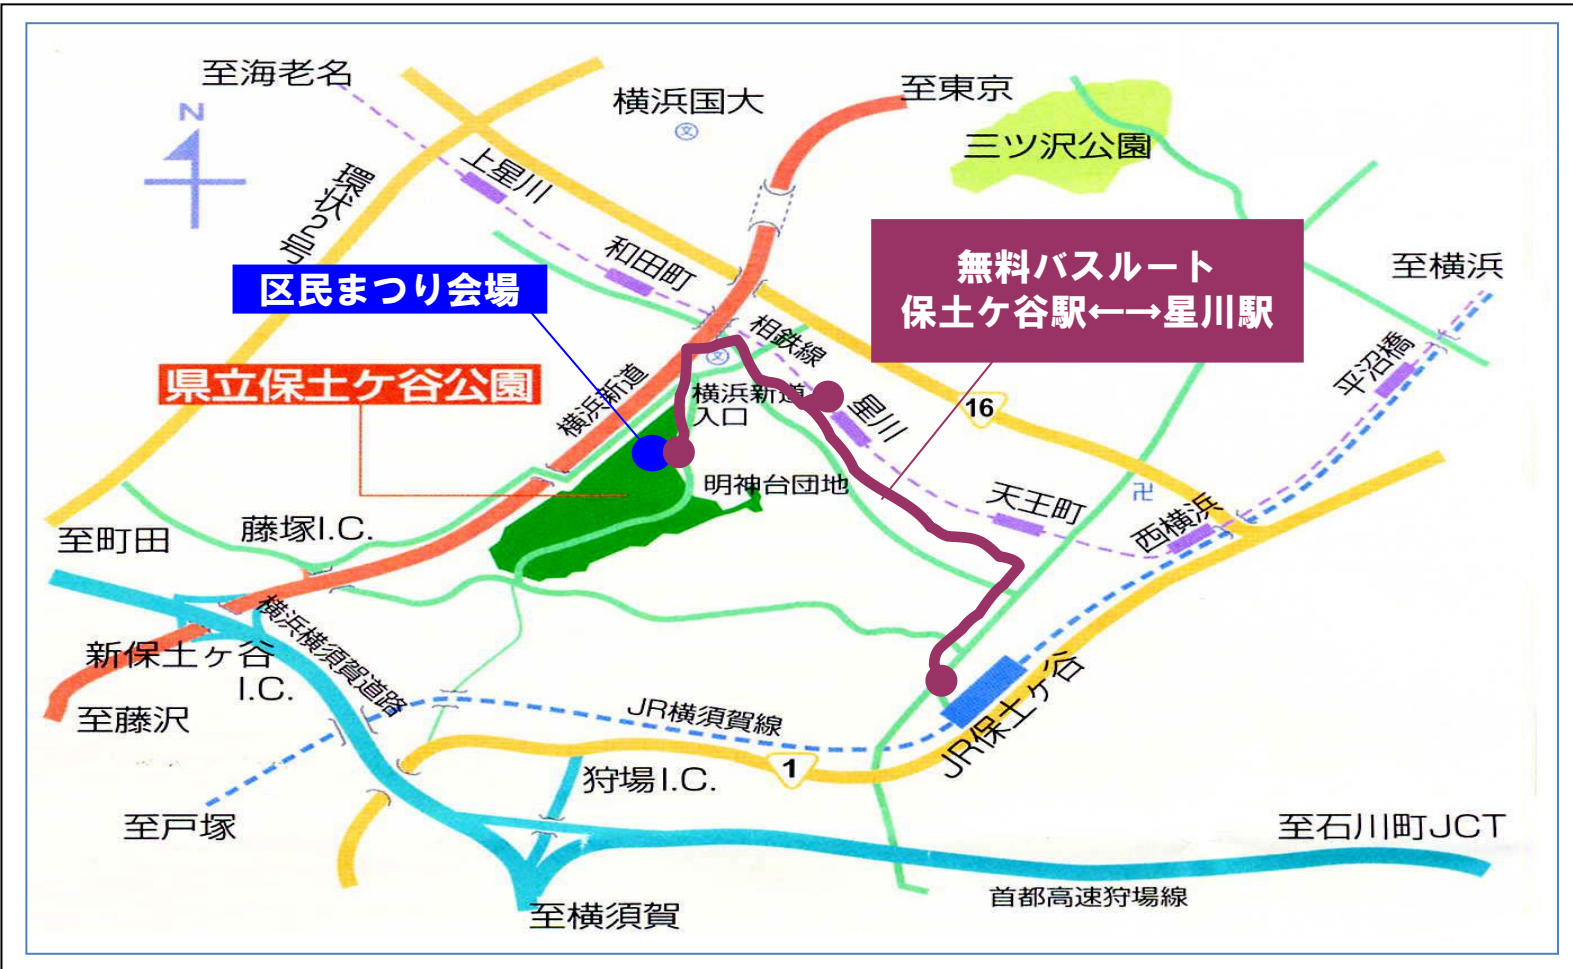 至海老名
横浜国大
至東京
三ツ沢公園
N
上星川
環状2号
和田町
無料バスルート
保土ケ谷駅←→星川駅
至横浜
区民まつり会場
相鉄線
平沼橋
県立保土ケ谷公園
横浜新道
横浜新道
入口
星川
16
明神台団地
天王町
西横浜
至町田
藤塚I.C.
横浜横須賀道路
新保土ヶ谷
I.C.
至藤沢
JR横須賀線
JR保土ヶ谷
狩場I.C.
1
至戸塚
至石川町JCT
首都高速狩場線
至横須賀
文
文
卍